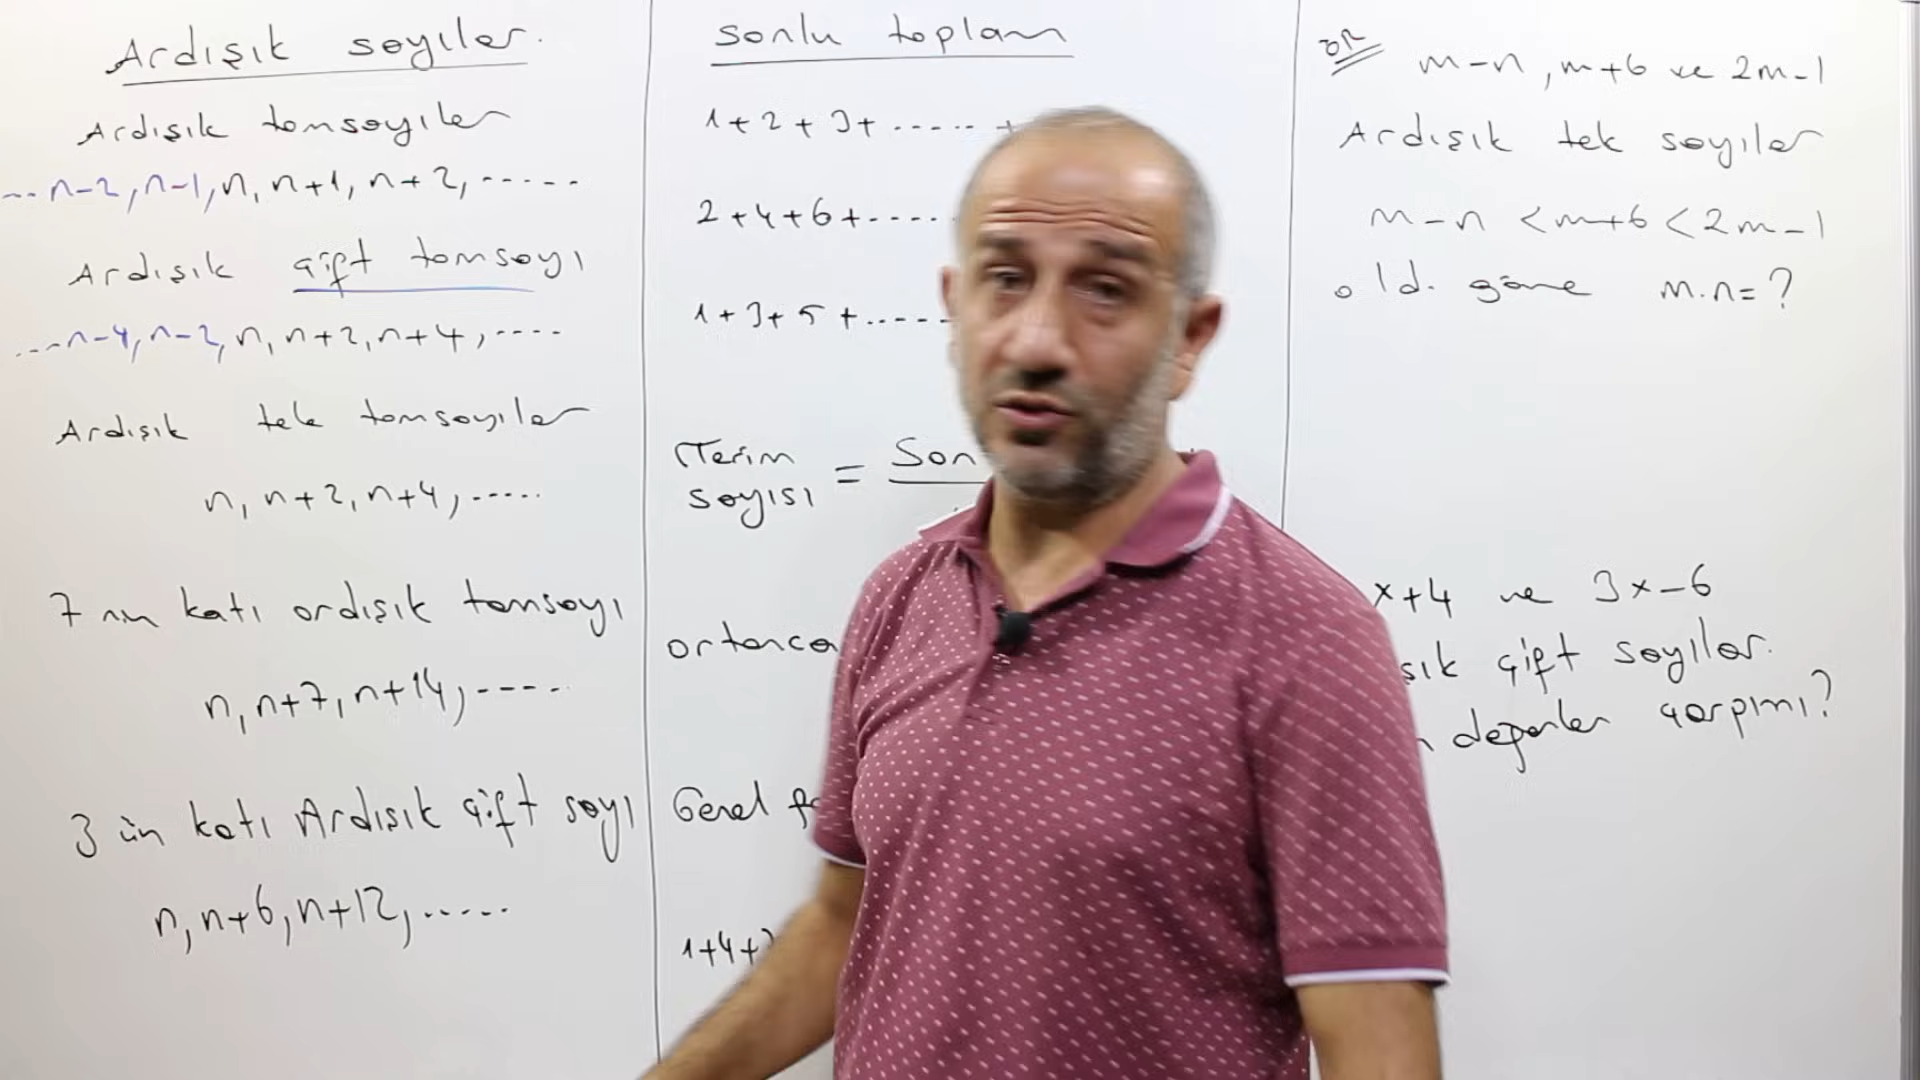 Ardışık sayılar.
Ardışık tamsayılar
...n-2, n-1, n, n+1, n+2, ......
Ardışık çift tamsayı
...n-4, n-2, n, n+2, n+4, ....
Ardışık tek tamsayılar
n, n+2, n+4, .....
7 nin katı ardışık tamsayı
n, n+7, n+14, .....
3 ün katı Ardışık çift sayı
n, n+6, n+12, ......
Sonlu toplam
1+2+3+ ...... +
2+4+6+.....
1+3+5+.....
Terim sayısı = Son
ortanca
Genel
1+4+
ör m-n, m+6 ve 2m-1
Ardışık tek sayılar
m-n < m+6 < 2m-1
old. göre m.n=?
x+4 ve 3x-6
şık çift sayılar.
değerler çarpımı?